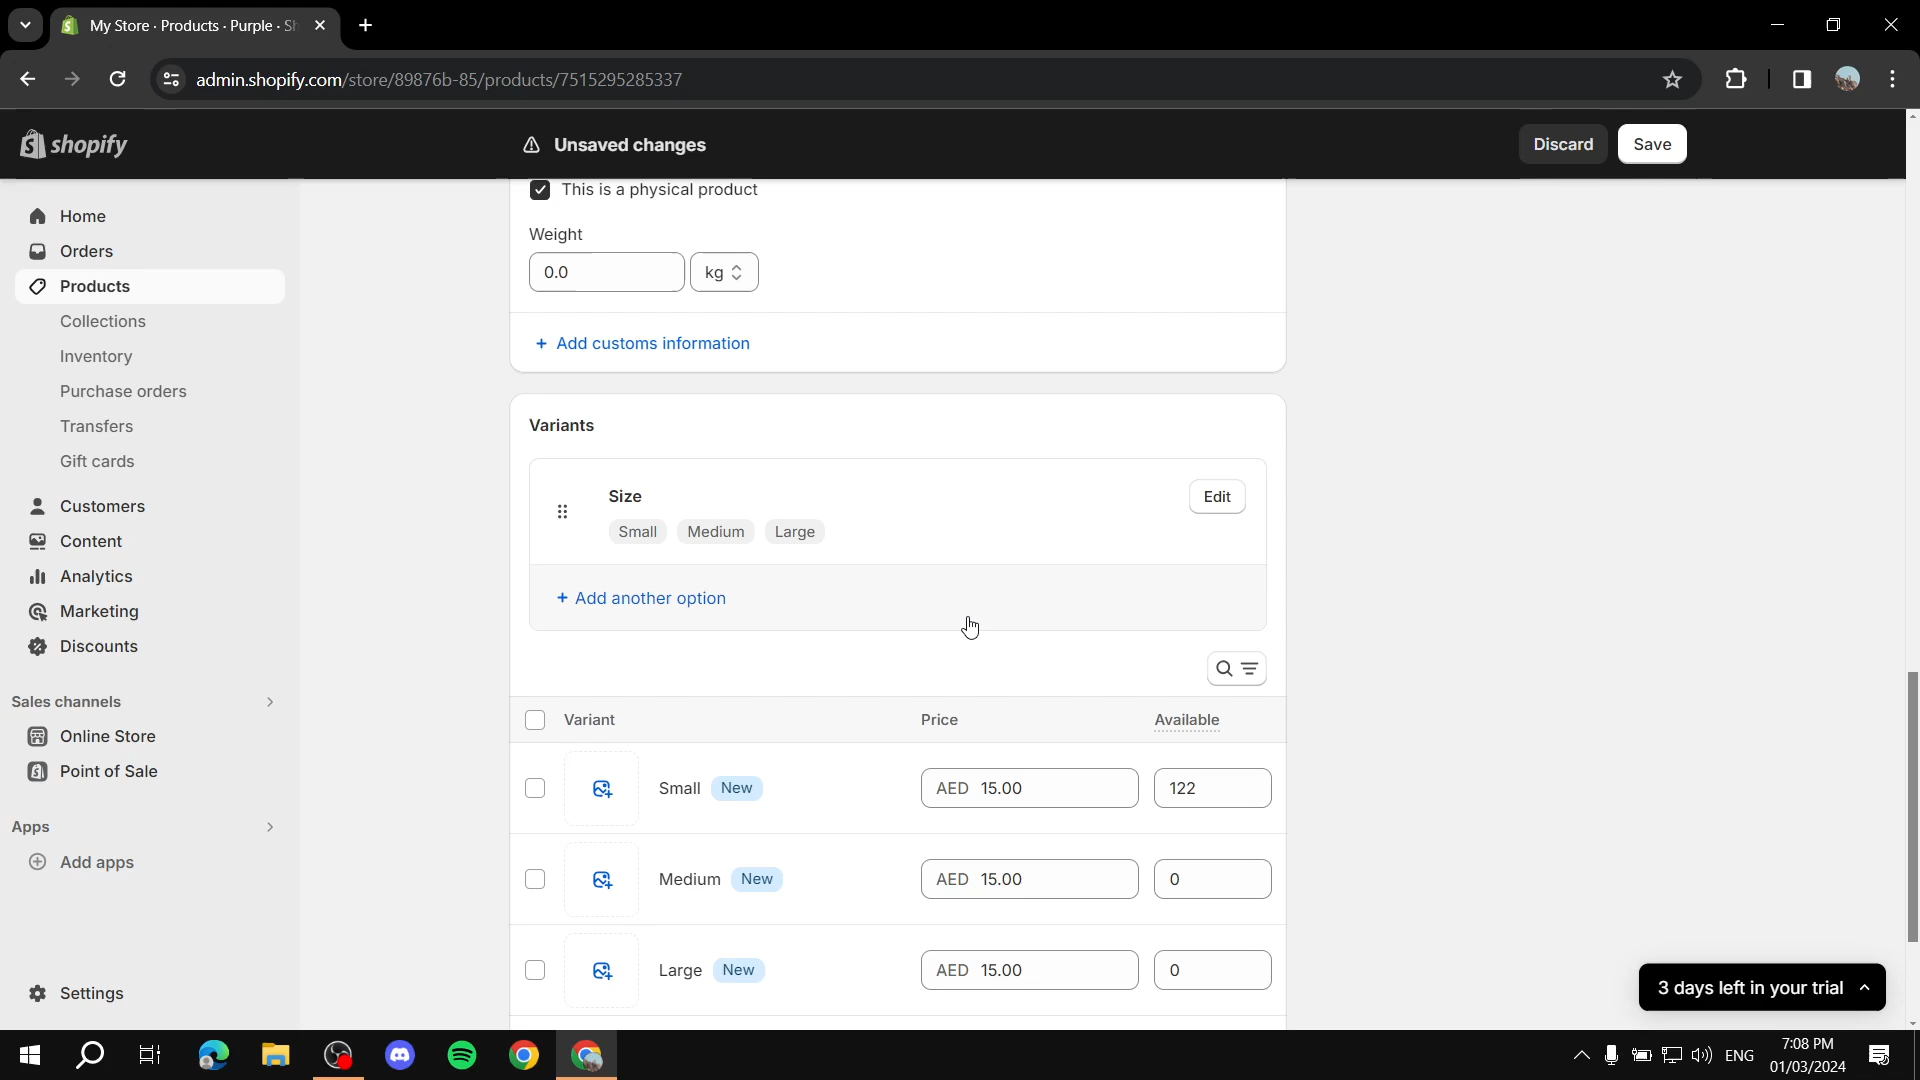 My Store · Products · Purple · Sh
admin.shopify.com/store/89876b-85/products/7515295285337
shopify
Unsaved changes
Discard
Save
Home
Orders
Products
Collections
Inventory
Purchase orders
Transfers
Gift cards
Customers
Content
Analytics
Marketing
Discounts
Sales channels
Online Store
Point of Sale
Apps
Add apps
Settings
This is a physical product
Weight
0.0 kg
+ Add customs information
Variants
Size
Edit
Small Medium Large
+ Add another option
Variant Price Available
Small New AED 15.00 122
Medium New AED 15.00 0
Large New AED 15.00 0
3 days left in your trial
ENG
7:08 PM
01/03/2024